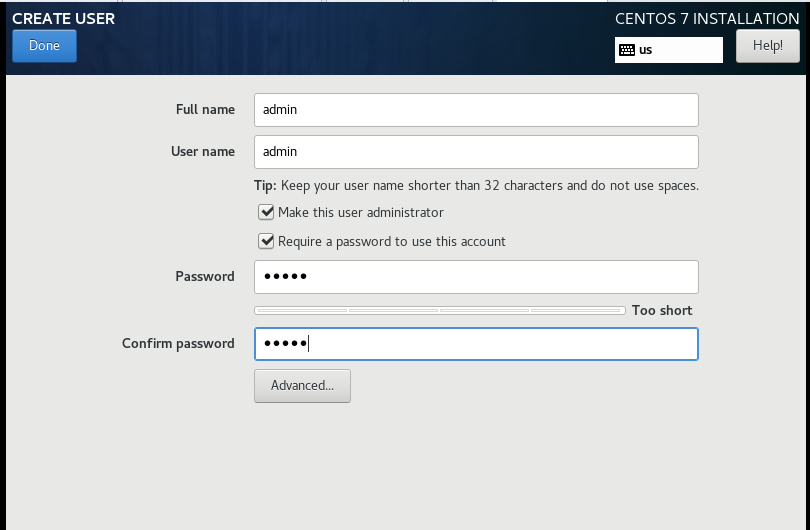 CREATE USER
CENTOS 7 INSTALLATION
Done
us
Help!
Full name
admin
User name
admin
Tip: Keep your user name shorter than 32 characters and do not use spaces.
Make this user administrator
Require a password to use this account
Password
●●●●●
Too short
Confirm password
●●●●●
Advanced...